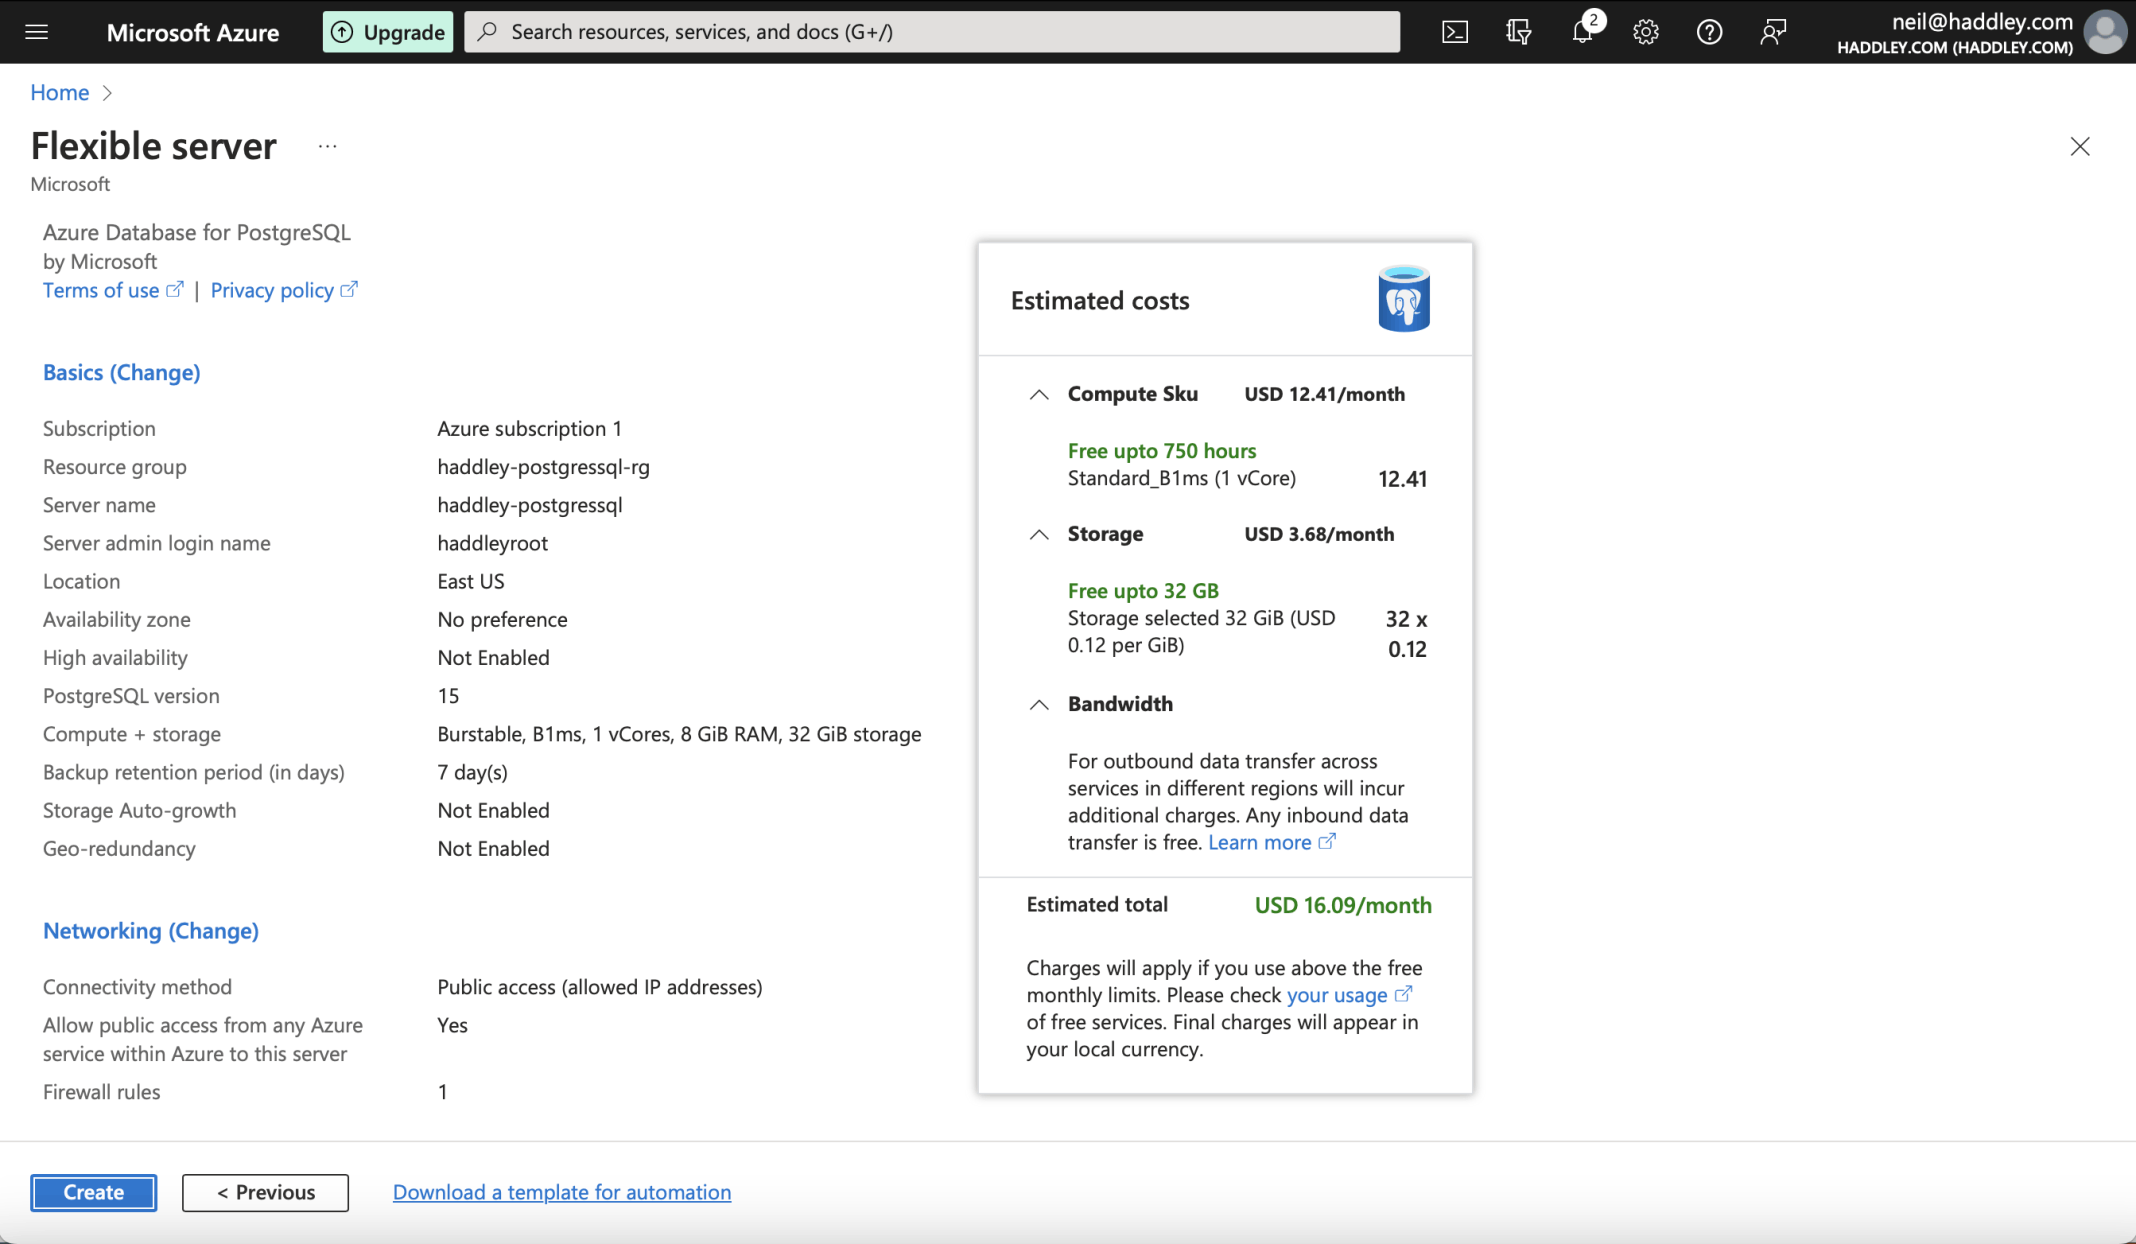 Microsoft Azure
Upgrade
Search resources, services, and docs (G+/)
2
neil@haddley.com
HADDLEY.COM (HADDLEY.COM)
Home
Flexible server
...
Microsoft
Azure Database for PostgreSQL
by Microsoft
Terms of use | Privacy policy
Basics (Change)
Subscription Azure subscription 1
Resource group haddley-postgressql-rg
Server name haddley-postgressql
Server admin login name haddleyroot
Location East US
Availability zone No preference
High availability Not Enabled
PostgreSQL version 15
Compute + storage Burstable, B1ms, 1 vCores, 8 GiB RAM, 32 GiB storage
Backup retention period (in days) 7 day(s)
Storage Auto-growth Not Enabled
Geo-redundancy Not Enabled
Networking (Change)
Connectivity method Public access (allowed IP addresses)
Allow public access from any Azure Yes
service within Azure to this server
Firewall rules 1
Estimated costs
Compute Sku USD 12.41/month
Free upto 750 hours
Standard_B1ms (1 vCore) 12.41
Storage USD 3.68/month
Free upto 32 GB
Storage selected 32 GiB (USD 32 x
0.12 per GiB) 0.12
Bandwidth
For outbound data transfer across
services in different regions will incur
additional charges. Any inbound data
transfer is free. Learn more
Estimated total USD 16.09/month
Charges will apply if you use above the free
monthly limits. Please check your usage
of free services. Final charges will appear in
your local currency.
Create
< Previous
Download a template for automation